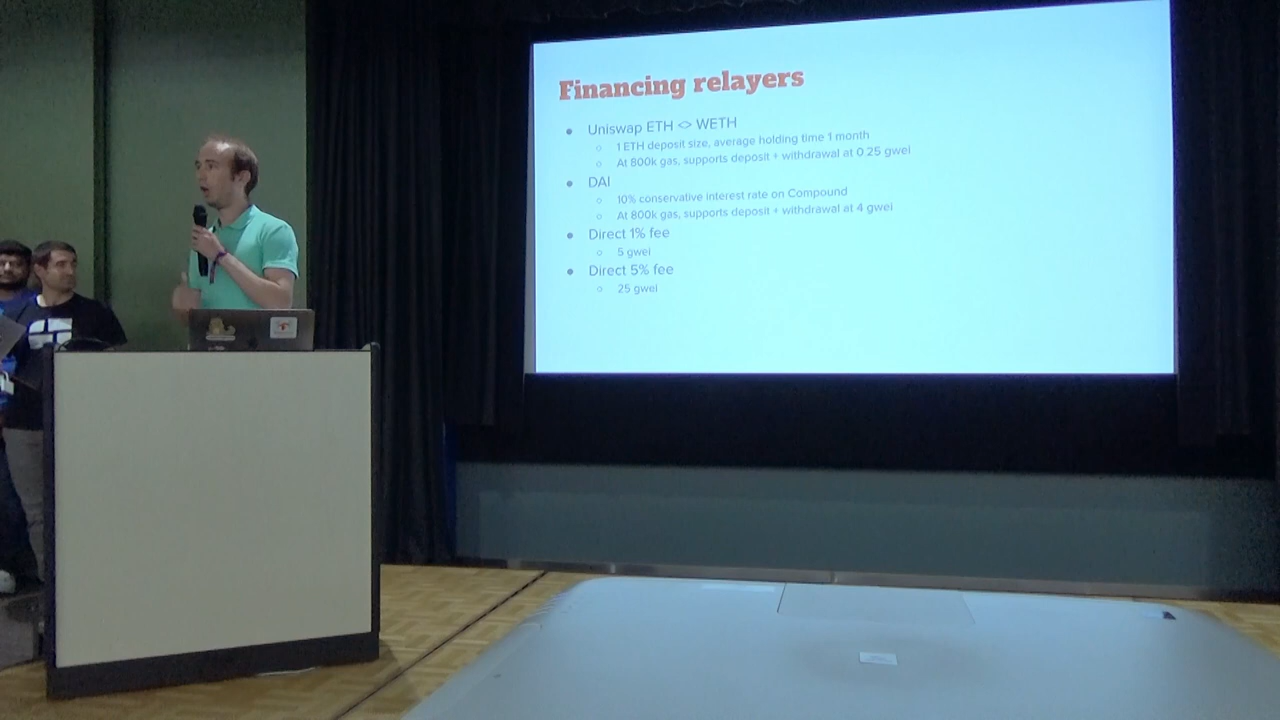 Financing relayers
● Uniswap ETH <> WETH
○ 1 ETH deposit size, average holding time 1 month
○ At 800k gas, supports deposit + withdrawal at 0.25 gwei
● DAI
○ 10% conservative interest rate on Compound
○ At 800k gas, supports deposit + withdrawal at 4 gwei
● Direct 1% fee
○ 5 gwei
● Direct 5% fee
○ 25 gwei